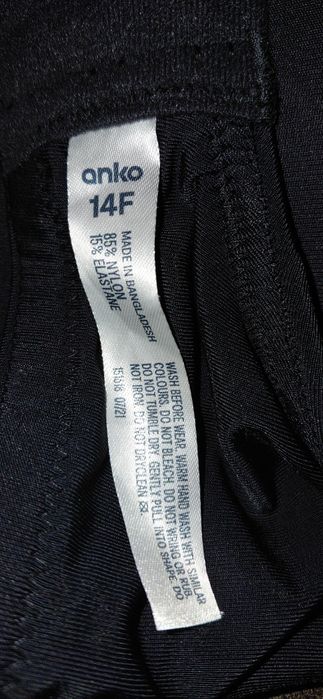 anko
14F
MADE IN BANGLADESH
85% NYLON
15% ELASTANE
WASH BEFORE WEAR. WARM HAND WASH WITH SIMILAR
COLOURS. DO NOT BLEACH. DO NOT WRING OR RUB.
DO NOT TUMBLE DRY. GENTLY PULL INTO SHAPE. DO
NOT IRON. DO NOT DRYCLEAN
151618 07/21